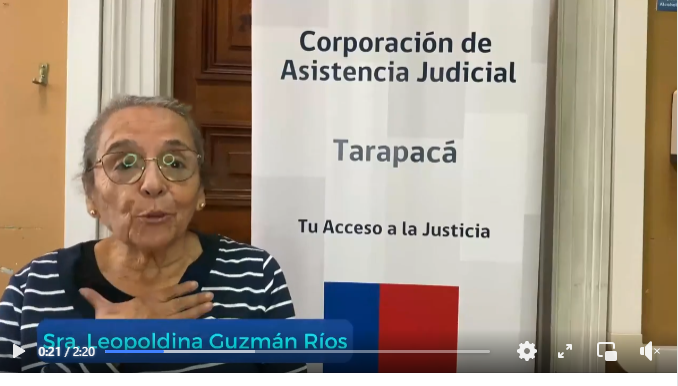 Corporación de
Asistencia Judicial
Tarapacá
Tu Acceso a la Justicia
Sra. Leopoldina Guzmán Ríos
0:21 / 2:20